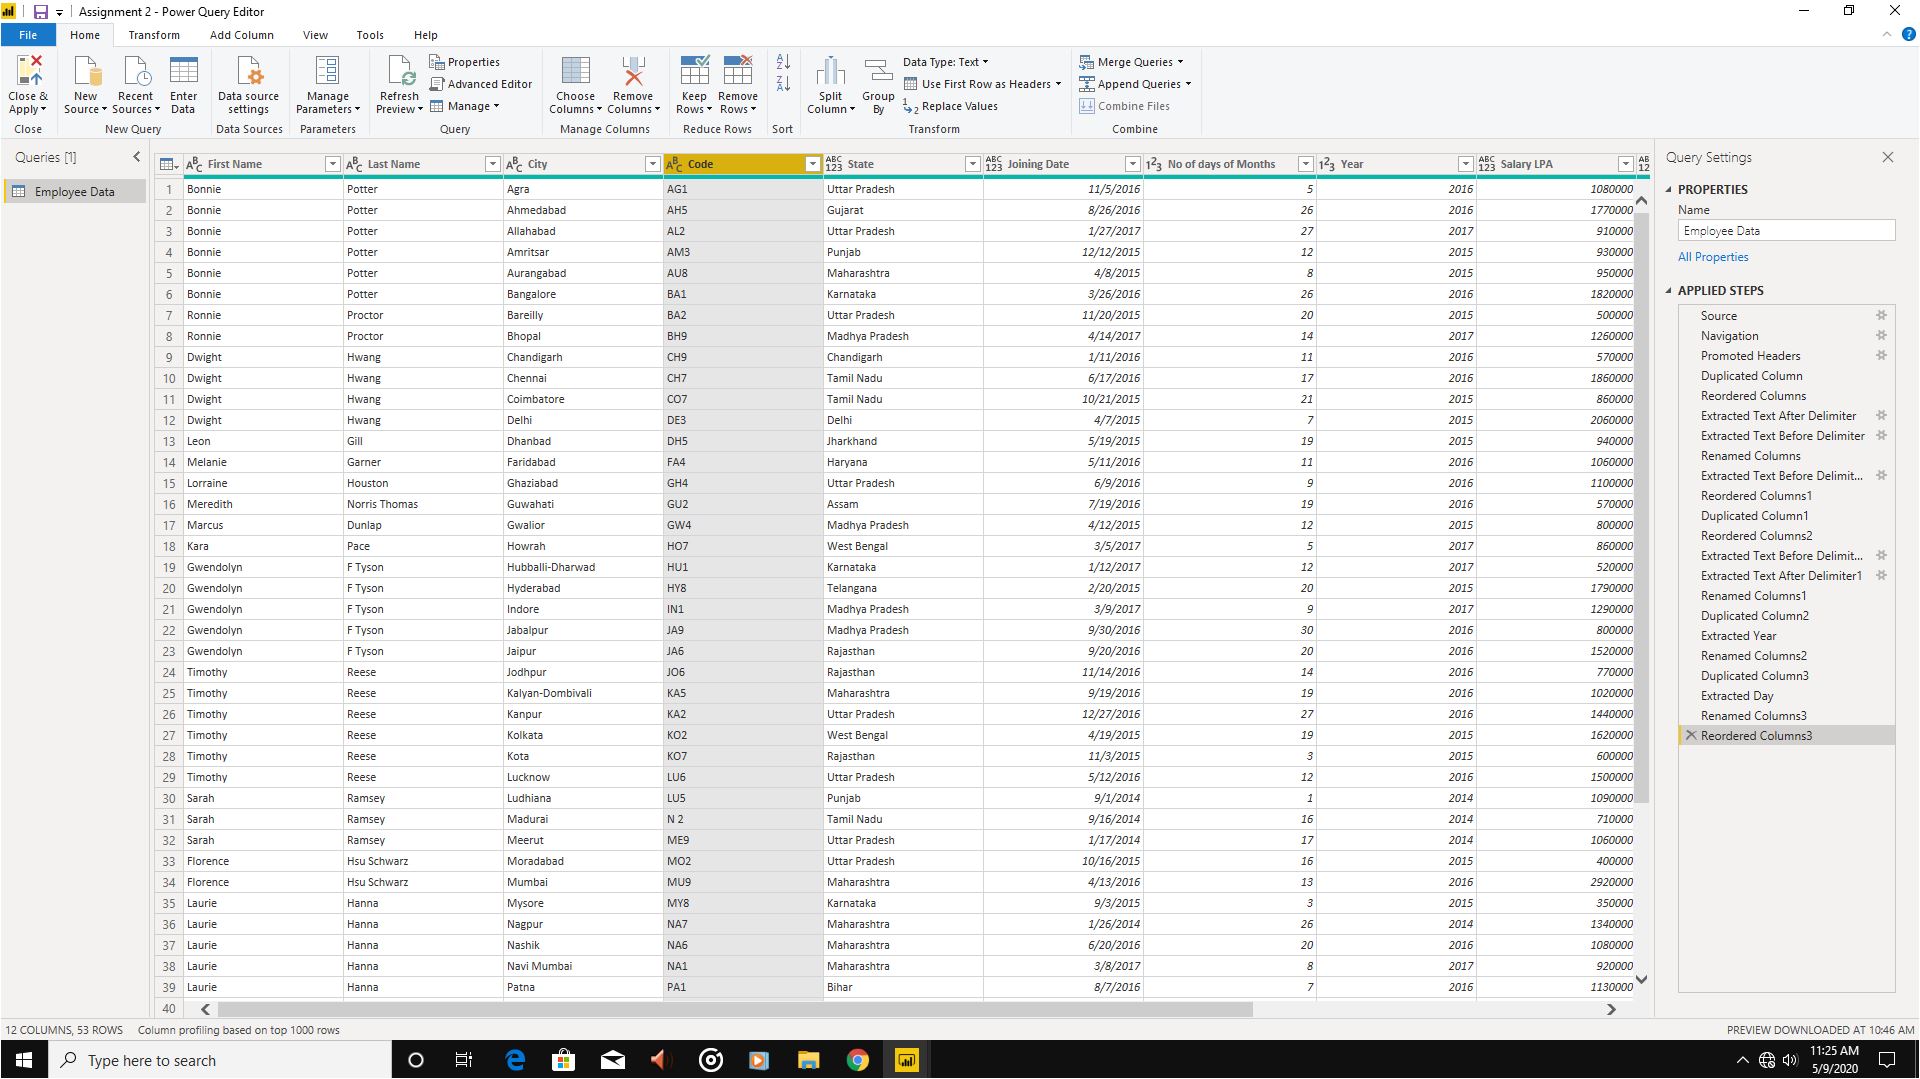 Assignment 2 - Power Query Editor
File Home Transform Add Column View Tools Help
Close & Apply New Source Recent Sources Enter Data Data source settings Manage Parameters Refresh Preview Properties Advanced Editor Manage Choose Columns Remove Columns Keep Rows Remove Rows Split Column Group By Data Type: Text Use First Row as Headers Replace Values Merge Queries Append Queries Combine Files
Close New Query Data Sources Parameters Query Manage Columns Reduce Rows Sort Transform Combine
Queries [1]
Employee Data
First Name Last Name City Code State Joining Date No of days of Months Year Salary LPA
1 Bonnie Potter Agra AG1 Uttar Pradesh 11/5/2016 5 2016 1080000
2 Bonnie Potter Ahmedabad AH5 Gujarat 8/26/2016 26 2016 1770000
3 Bonnie Potter Allahabad AL2 Uttar Pradesh 1/27/2017 27 2017 910000
4 Bonnie Potter Amritsar AM3 Punjab 12/12/2015 12 2015 930000
5 Bonnie Potter Aurangabad AU8 Maharashtra 4/8/2015 8 2015 950000
6 Bonnie Potter Bangalore BA1 Karnataka 3/26/2016 26 2016 1820000
7 Ronnie Proctor Bareilly BA2 Uttar Pradesh 11/20/2015 20 2015 500000
8 Ronnie Proctor Bhopal BH9 Madhya Pradesh 4/14/2017 14 2017 1260000
9 Dwight Hwang Chandigarh CH9 Chandigarh 1/11/2016 11 2016 570000
10 Dwight Hwang Chennai CH7 Tamil Nadu 6/17/2016 17 2016 1860000
11 Dwight Hwang Coimbatore CO7 Tamil Nadu 10/21/2015 21 2015 860000
12 Dwight Hwang Delhi DE3 Delhi 4/7/2015 7 2015 2060000
13 Leon Gill Dhanbad DH5 Jharkhand 5/19/2015 19 2015 940000
14 Melanie Garner Faridabad FA4 Haryana 5/11/2016 11 2016 1060000
15 Lorraine Houston Ghaziabad GH4 Uttar Pradesh 6/9/2016 9 2016 1100000
16 Meredith Norris Thomas Guwahati GU2 Assam 7/19/2016 19 2016 570000
17 Marcus Dunlap Gwalior GW4 Madhya Pradesh 4/12/2015 12 2015 800000
18 Kara Pace Howrah HO7 West Bengal 3/5/2017 5 2017 860000
19 Gwendolyn F Tyson Hubballi-Dharwad HU1 Karnataka 1/12/2017 12 2017 520000
20 Gwendolyn F Tyson Hyderabad HY8 Telangana 2/20/2015 20 2015 1790000
21 Gwendolyn F Tyson Indore IN1 Madhya Pradesh 3/9/2017 9 2017 1290000
22 Gwendolyn F Tyson Jabalpur JA9 Madhya Pradesh 9/30/2016 30 2016 800000
23 Gwendolyn F Tyson Jaipur JA6 Rajasthan 9/20/2016 20 2016 1520000
24 Timothy Reese Jodhpur JO6 Rajasthan 11/14/2016 14 2016 770000
25 Timothy Reese Kalyan-Dombivali KA5 Maharashtra 9/19/2016 19 2016 1020000
26 Timothy Reese Kanpur KA2 Uttar Pradesh 12/27/2016 27 2016 1440000
27 Timothy Reese Kolkata KO2 West Bengal 4/19/2015 19 2015 1620000
28 Timothy Reese Kota KO7 Rajasthan 11/3/2015 3 2015 600000
29 Timothy Reese Lucknow LU6 Uttar Pradesh 5/12/2016 12 2016 1500000
30 Sarah Ramsey Ludhiana LU5 Punjab 9/1/2014 1 2014 1090000
31 Sarah Ramsey Madurai N 2 Tamil Nadu 9/16/2014 16 2014 710000
32 Sarah Ramsey Meerut ME9 Uttar Pradesh 1/17/2014 17 2014 1060000
33 Florence Hsu Schwarz Moradabad MO2 Uttar Pradesh 10/16/2015 16 2015 400000
34 Florence Hsu Schwarz Mumbai MU9 Maharashtra 4/13/2016 13 2016 2920000
35 Laurie Hanna Mysore MY8 Karnataka 9/3/2015 3 2015 350000
36 Laurie Hanna Nagpur NA7 Maharashtra 1/26/2014 26 2014 1340000
37 Laurie Hanna Nashik NA6 Maharashtra 6/20/2016 20 2016 1080000
38 Laurie Hanna Navi Mumbai NA1 Maharashtra 3/8/2017 8 2017 920000
39 Laurie Hanna Patna PA1 Bihar 8/7/2016 7 2016 1130000
40
Query Settings
PROPERTIES
Name
Employee Data
All Properties
APPLIED STEPS
Source
Navigation
Promoted Headers
Duplicated Column
Reordered Columns
Extracted Text After Delimiter
Extracted Text Before Delimiter
Renamed Columns
Extracted Text Before Delimit...
Reordered Columns1
Duplicated Column1
Reordered Columns2
Extracted Text Before Delimit...
Extracted Text After Delimiter1
Renamed Columns1
Duplicated Column2
Extracted Year
Renamed Columns2
Duplicated Column3
Extracted Day
Renamed Columns3
Reordered Columns3
12 COLUMNS, 53 ROWS Column profiling based on top 1000 rows PREVIEW DOWNLOADED AT 10:46 AM
Type here to search
11:25 AM
5/9/2020